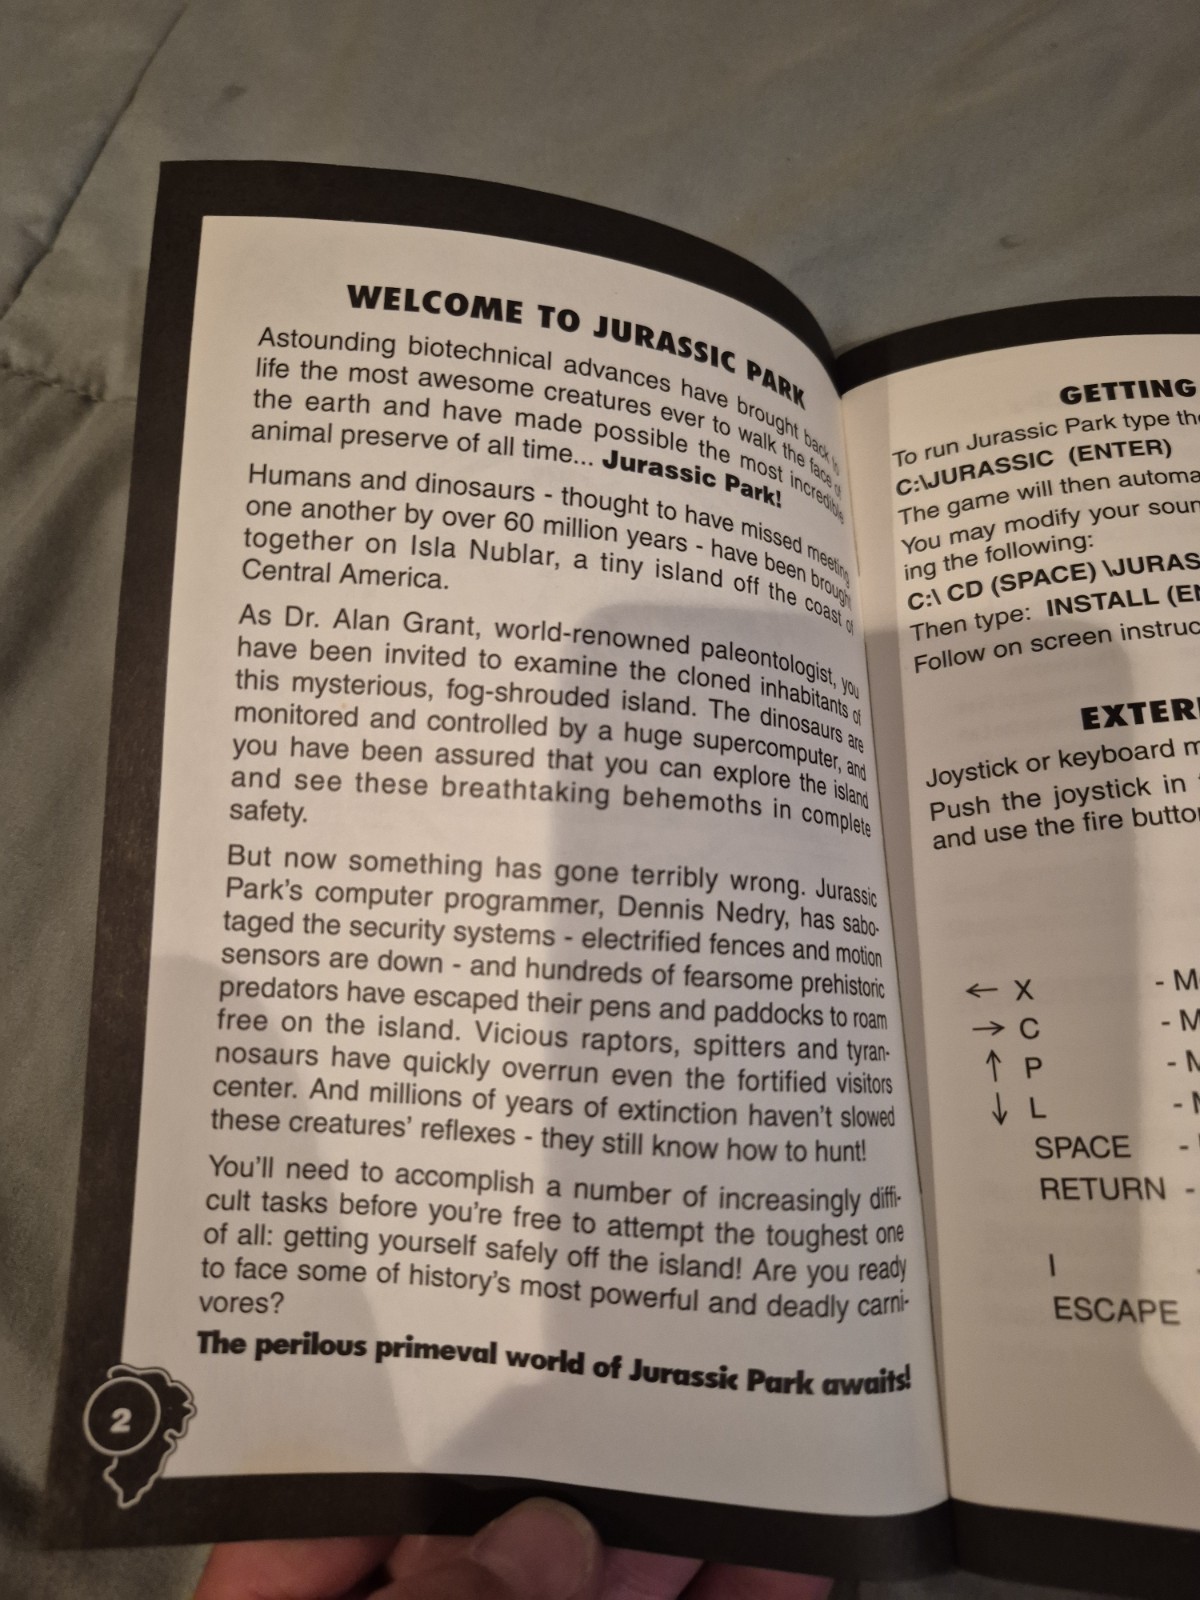 WELCOME TO JURASSIC PARK
Astounding biotechnical advances have brought back to
life the most awesome creatures ever to walk the face of
the earth and have made possible the most incredible
animal preserve of all time... Jurassic Park!
Humans and dinosaurs - thought to have missed meeting
one another by over 60 million years - have been brought
together on Isla Nublar, a tiny island off the coast of
Central America.
As Dr. Alan Grant, world-renowned paleontologist, you
have been invited to examine the cloned inhabitants of
this mysterious, fog-shrouded island. The dinosaurs are
monitored and controlled by a huge supercomputer, and
you have been assured that you can explore the island
and see these breathtaking behemoths in complete
safety.
But now something has gone terribly wrong. Jurassic
Park's computer programmer, Dennis Nedry, has sabo-
taged the security systems - electrified fences and motion
sensors are down - and hundreds of fearsome prehistoric
predators have escaped their pens and paddocks to roam
free on the island. Vicious raptors, spitters and tyran-
nosaurs have quickly overrun even the fortified visitors
center. And millions of years of extinction haven't slowed
these creatures' reflexes - they still know how to hunt!
You'll need to accomplish a number of increasingly diffi-
cult tasks before you're free to attempt the toughest one
of all: getting yourself safely off the island! Are you ready
to face some of history's most powerful and deadly carni-
vores?
The perilous primeval world of Jurassic Park awaits!
2
GETTING
To run Jurassic Park type the
C:\JURASSIC (ENTER)
The game will then automa
You may modify your soun
ing the following:
C:\ CD (SPACE) \JURAS
Then type: INSTALL (EN
Follow on screen instruc
EXTER
Joystick or keyboard m
Push the joystick in
and use the fire button
← X - Mo
→ C - M
↑ P - M
↓ L -
SPACE -
RETURN -
I -
ESCAPE